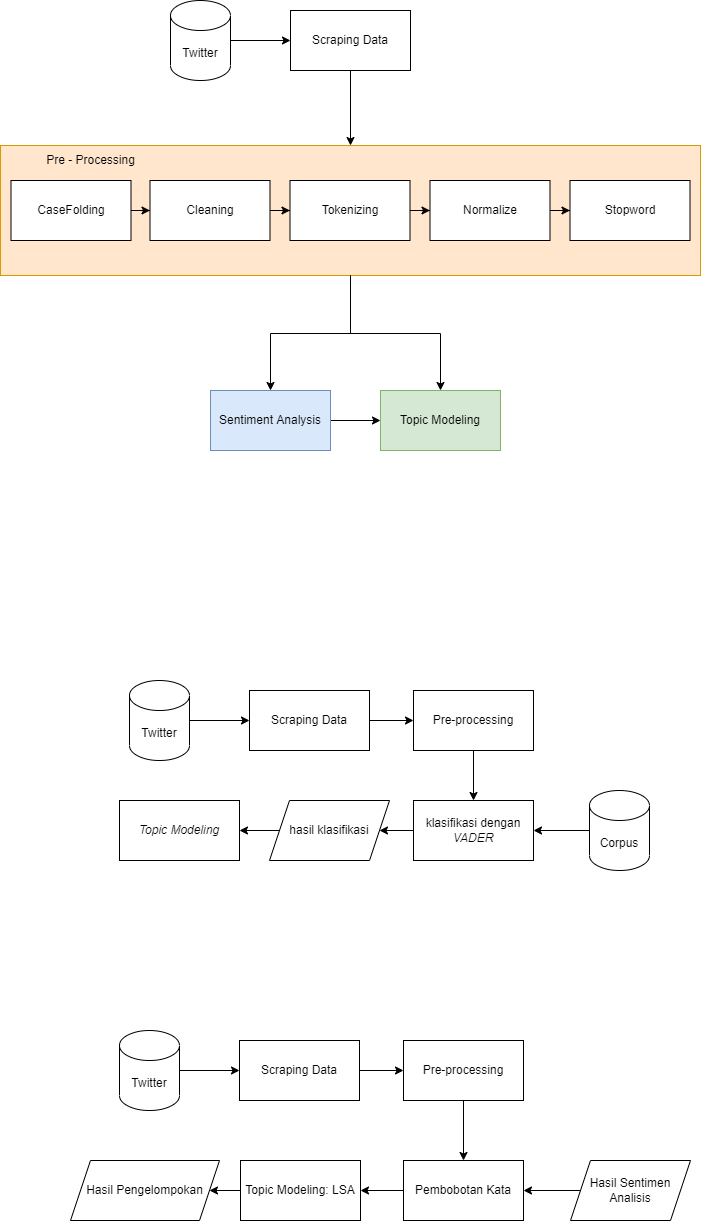 Twitter
Scraping Data
Pre - Processing
CaseFolding
Cleaning
Tokenizing
Normalize
Stopword
Sentiment Analysis
Topic Modeling
Twitter
Scraping Data
Pre-processing
Topic Modeling
hasil klasifikasi
klasifikasi dengan
VADER
Corpus
Twitter
Scraping Data
Pre-processing
Hasil Pengelompokan
Topic Modeling: LSA
Pembobotan Kata
Hasil Sentimen
Analisis